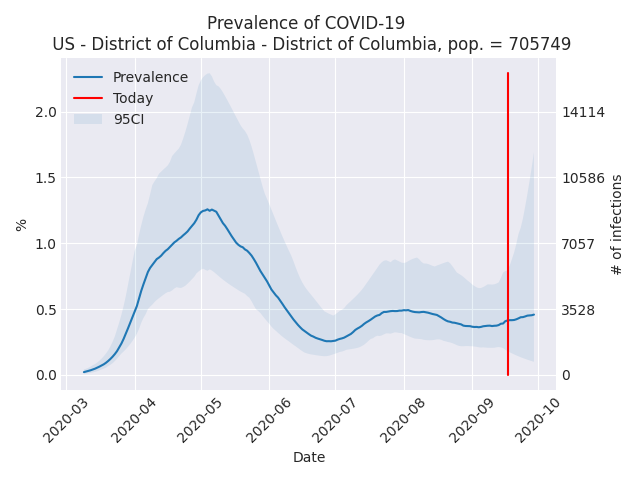 Prevalence of COVID-19
US - District of Columbia - District of Columbia, pop. = 705749
Prevalence
Today
95CI
2.0
1.5
1.0
0.5
0.0
%
14114
10586
7057
3528
0
# of infections
2020-03
2020-04
2020-05
2020-06
2020-07
2020-08
2020-09
2020-10
Date